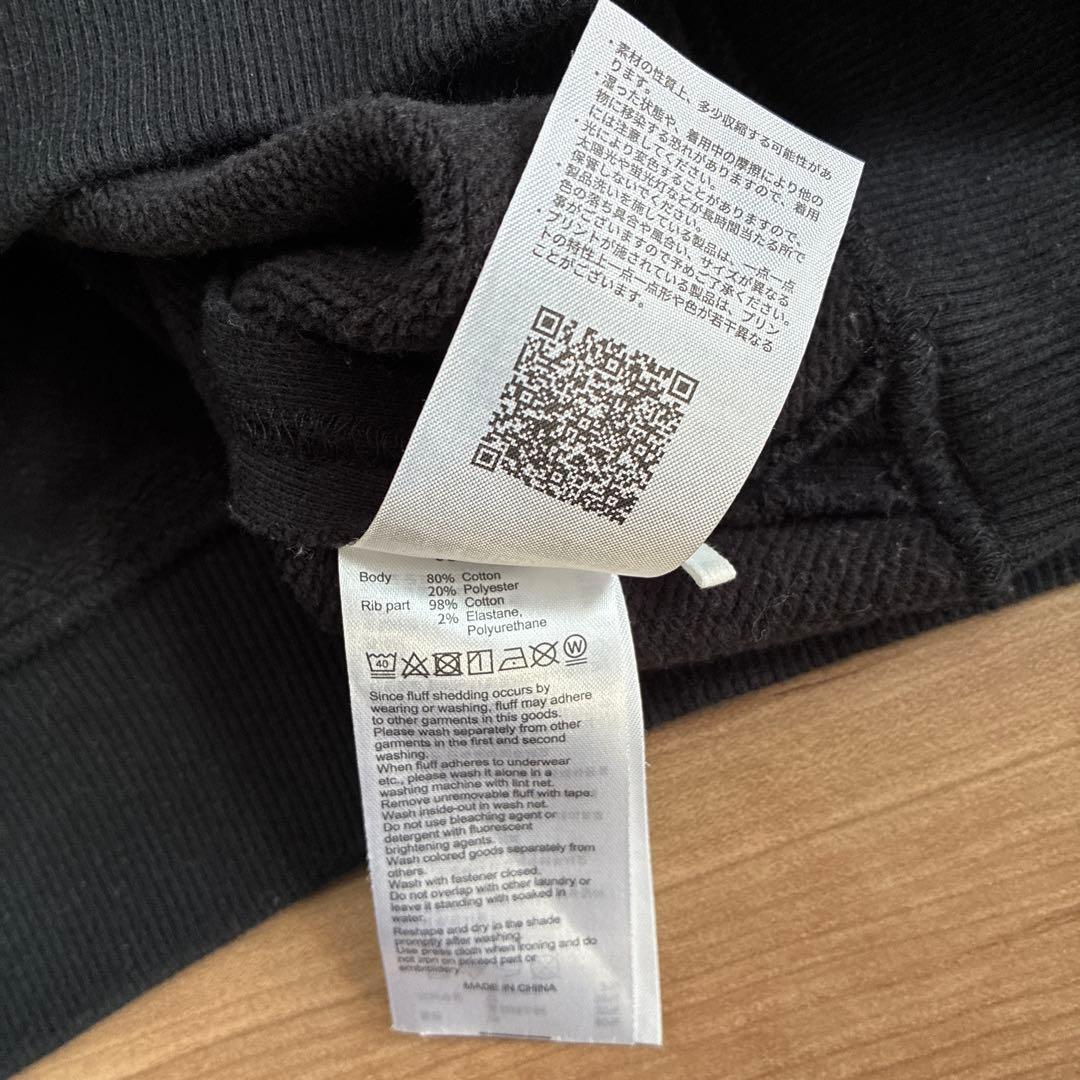 ・素材の性質上、多少収縮する可能性があ
ります。
・湿った状態や、着用中の摩擦により他の
物に移染する恐れがありますので、着用
には注意してください。
・光により変色することがありますので、
太陽光や蛍光灯などが長時間当たる所で
保管しないでください。
・製品洗いを施している製品は、一点一点
色の落ち具合や風合い、サイズが異なる
事がございますので予めご了承ください。
・プリントが施されている製品は、プリン
トの特性上一点一点形や色が若干異なる
ことがございます。
Body 80% Cotton
20% Polyester
Rib part 98% Cotton
2% Elastane,
Polyurethane
40 W
Since fluff shedding occurs by
wearing or washing, fluff may adhere
to other garments in this goods.
Please wash separately from other
garments in the first and second
washing.
When fluff adheres to underwear
etc., please wash it alone in a
washing machine with lint net.
Remove unremovable fluff with tape.
Wash inside-out in wash net.
Do not use bleaching agent or
detergent with fluorescent
brightening agents.
Wash colored goods separately from
others.
Wash with fastener closed.
Do not overlap with other laundry or
leave it standing with soaked in
water.
Reshape and dry in the shade
promptly after washing.
Use press cloth when ironing and do
not iron on printed part or
embroidery.
MADE IN CHINA